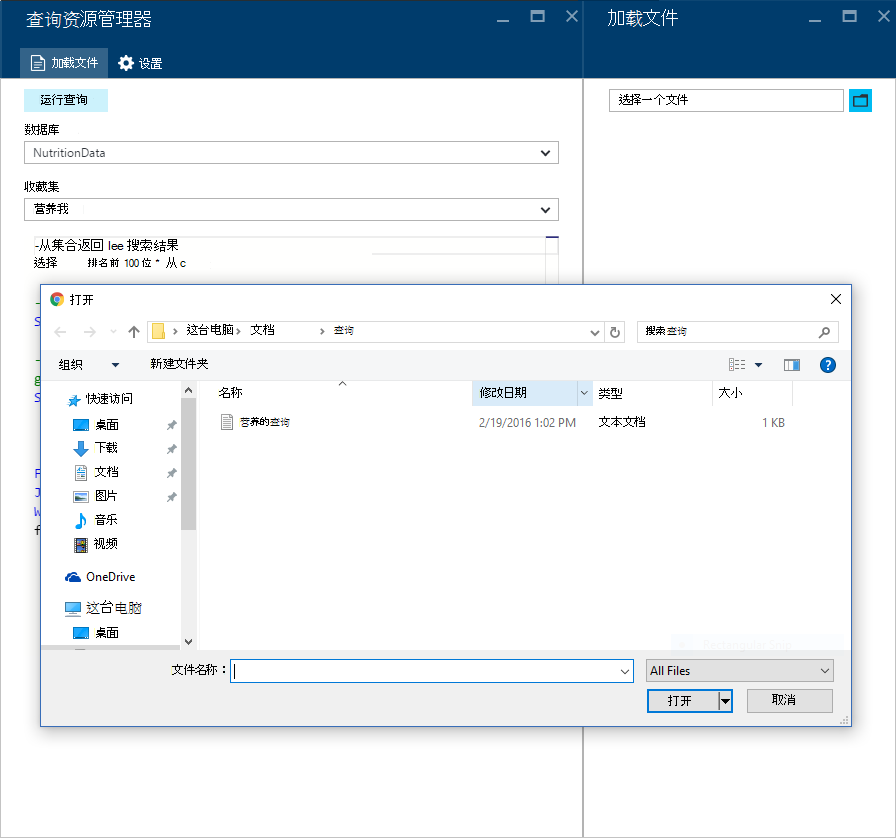 查询资源管理器
加载文件
加载文件 设置
运行查询
选择一个文件
数据库
NutritionData
收藏集
营养我
-从集合返回 lee 搜索结果
选择 排名前 100 位 * 从 c
打开
这台电脑 文档 查询
搜索查询
组织 新建文件夹
快速访问
桌面
下载
文档
图片
音乐
视频
OneDrive
这台电脑
桌面
名称 修改日期 类型 大小
营养的查询 2/19/2016 1:02 PM 文本文档 1 KB
文件名称：
All Files
打开 取消